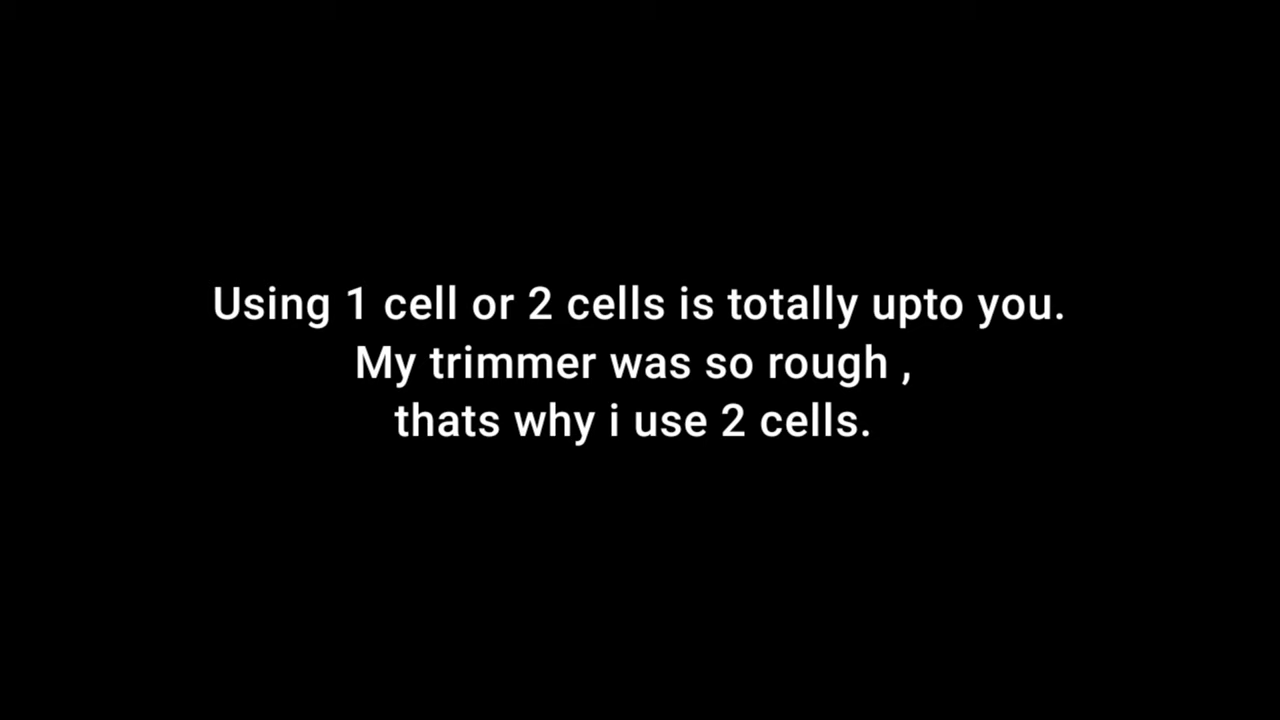 Using 1 cell or 2 cells is totally upto you.
My trimmer was so rough ,
thats why i use 2 cells.